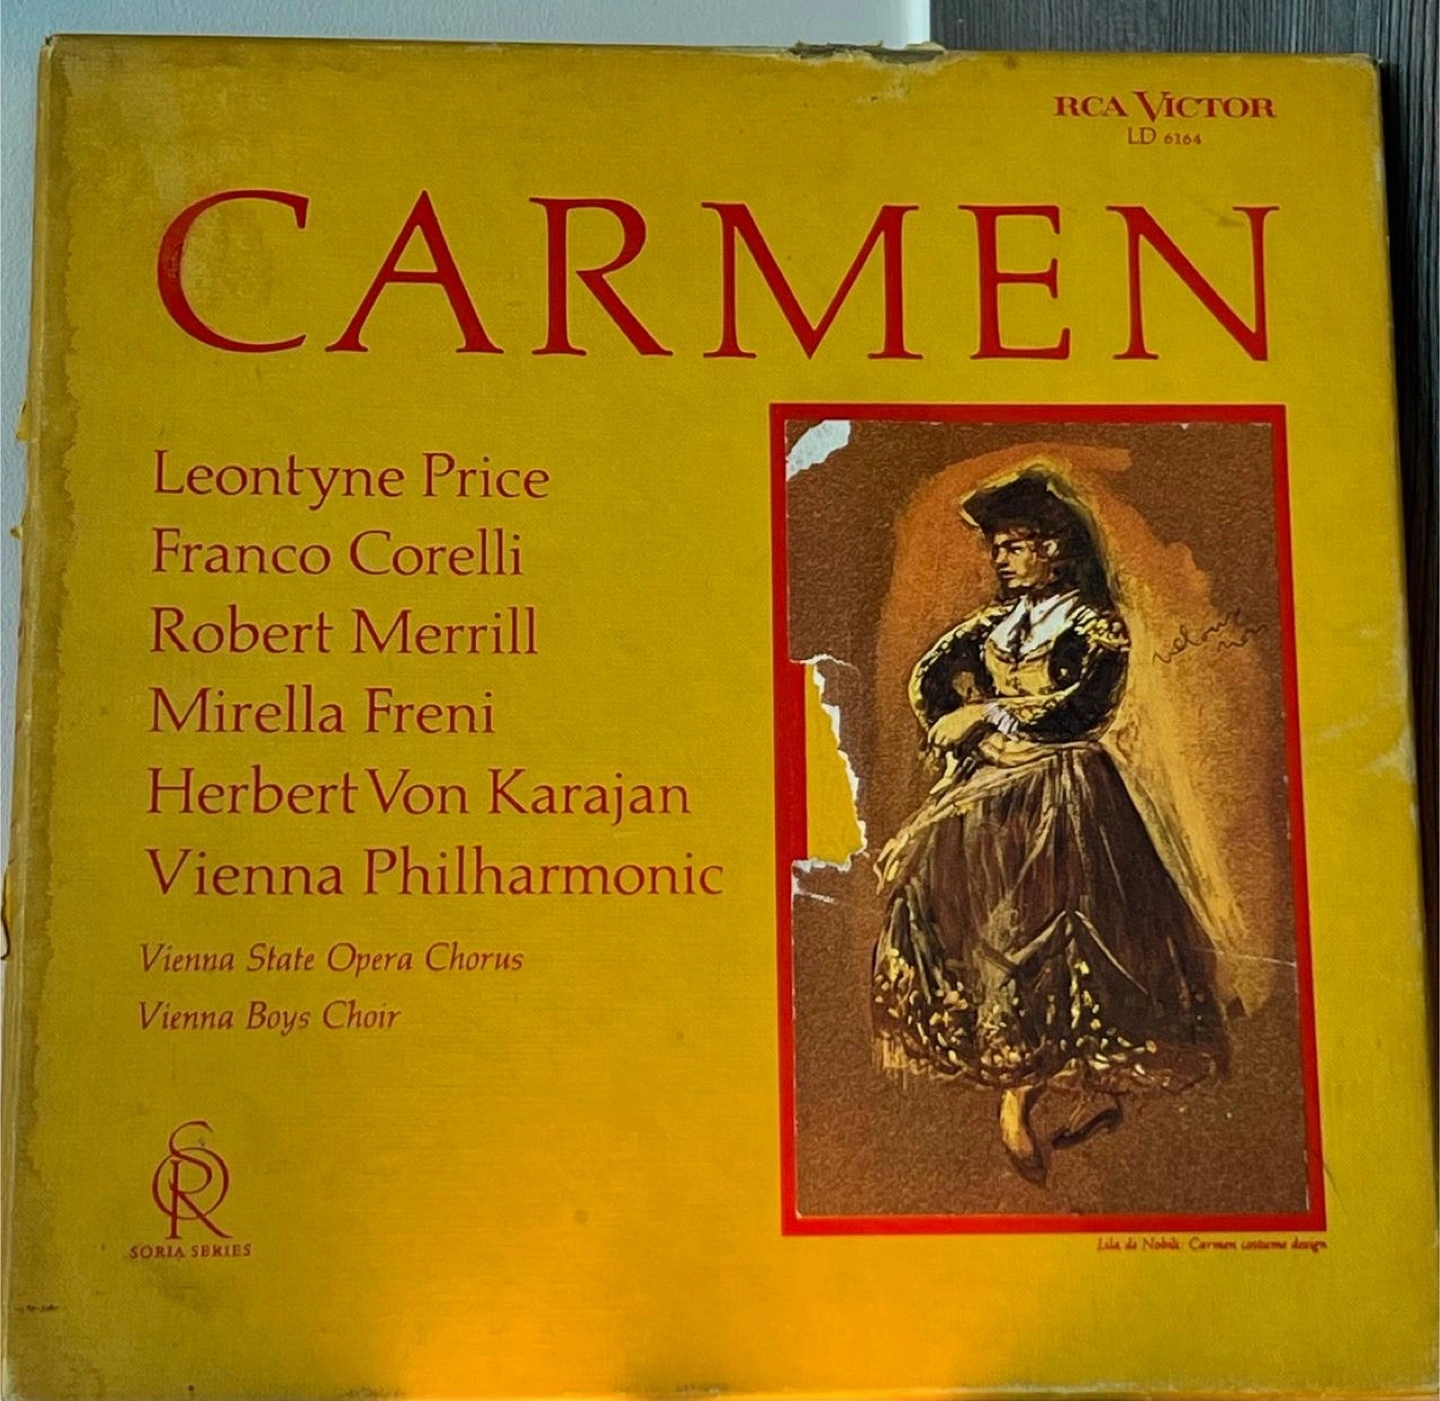 RCA VICTOR
LD 6164
CARMEN
Leontyne Price
Franco Corelli
Robert Merrill
Mirella Freni
Herbert Von Karajan
Vienna Philharmonic
Vienna State Opera Chorus
Vienna Boys Choir
SORIA SERIES
Lila de Nobili: Carmen costume design